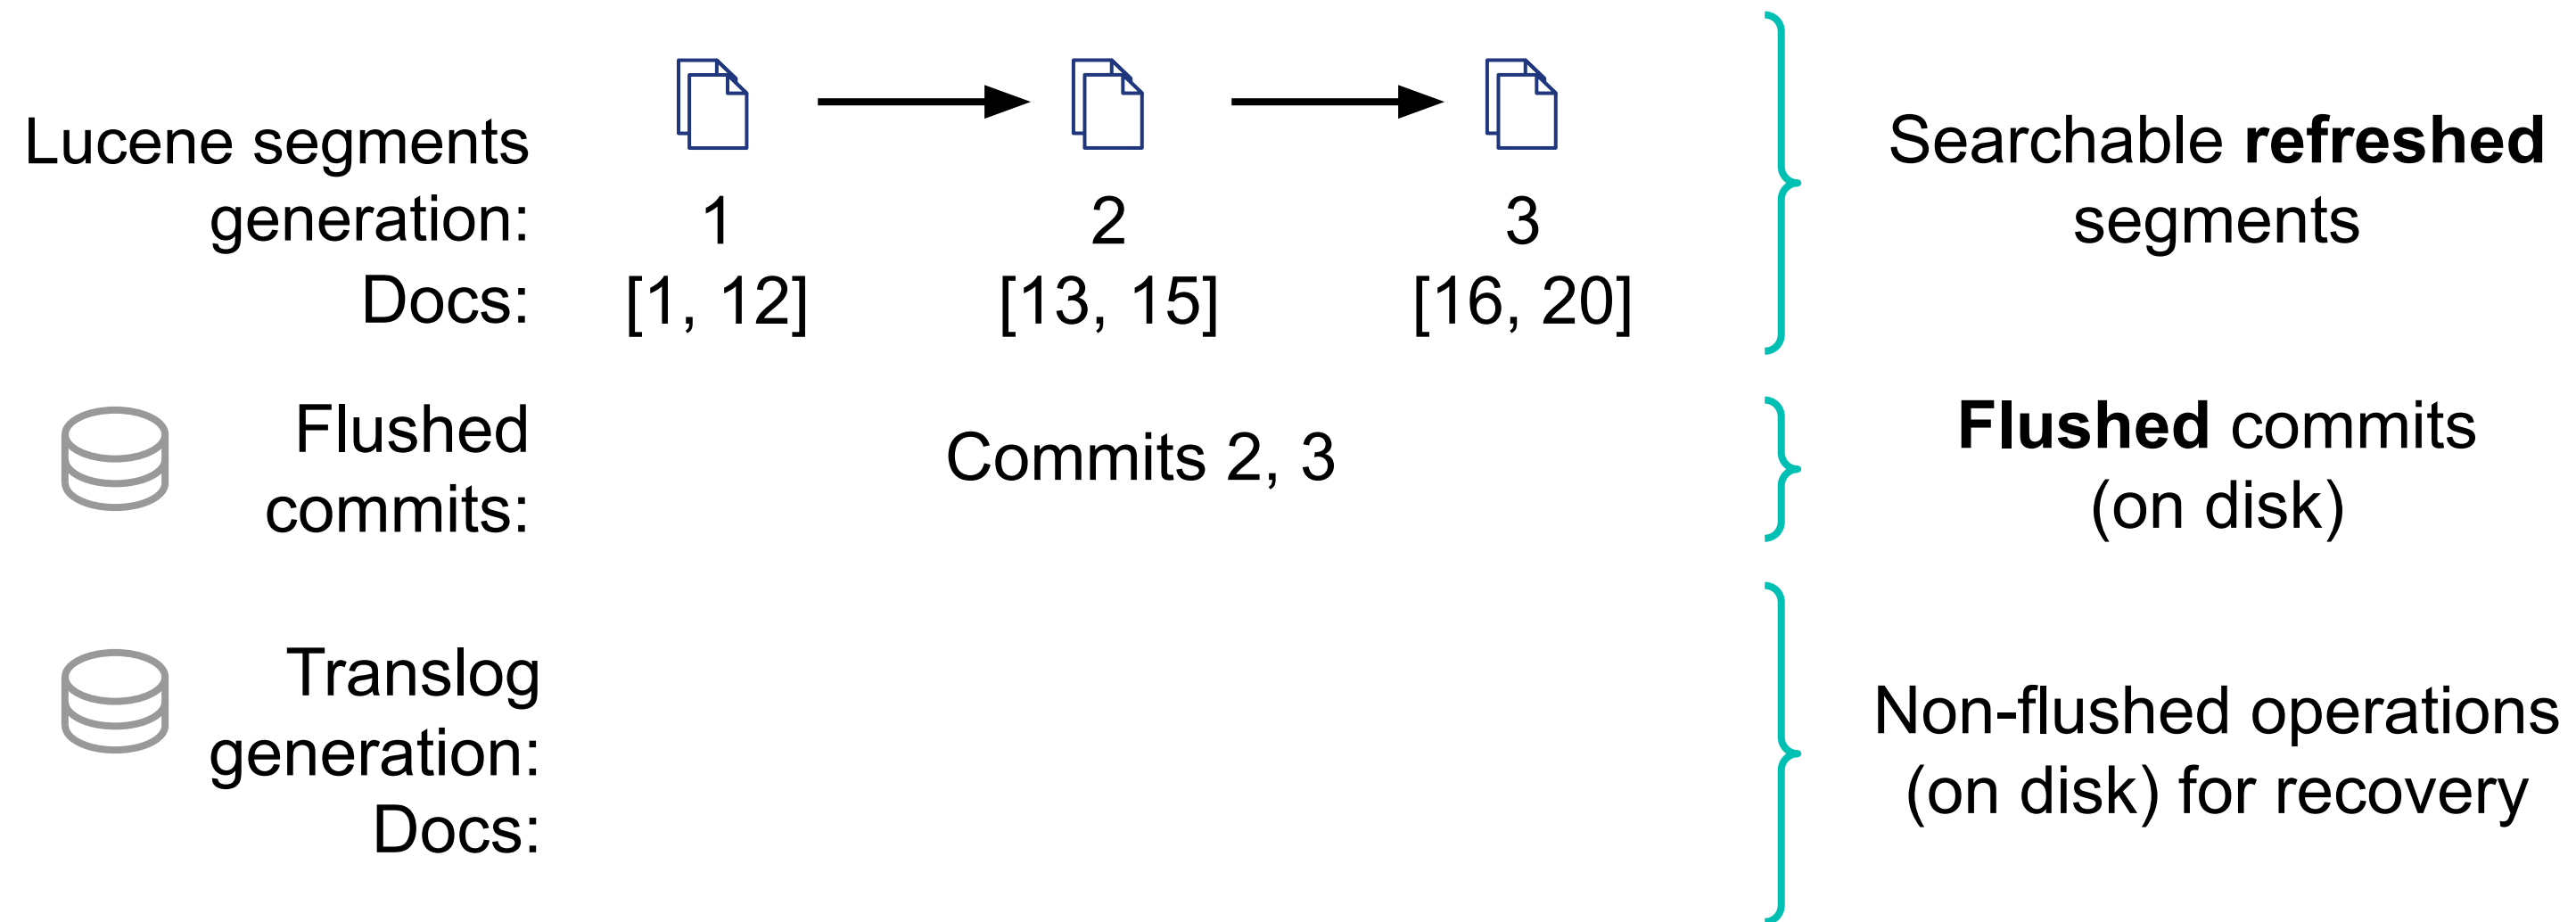 Lucene segments
generation:
1
2
3
Docs:
[1, 12]
[13, 15]
[16, 20]
Searchable refreshed
segments
Flushed
commits:
Commits 2, 3
Flushed commits
(on disk)
Translog
generation:
Docs:
Non-flushed operations
(on disk) for recovery